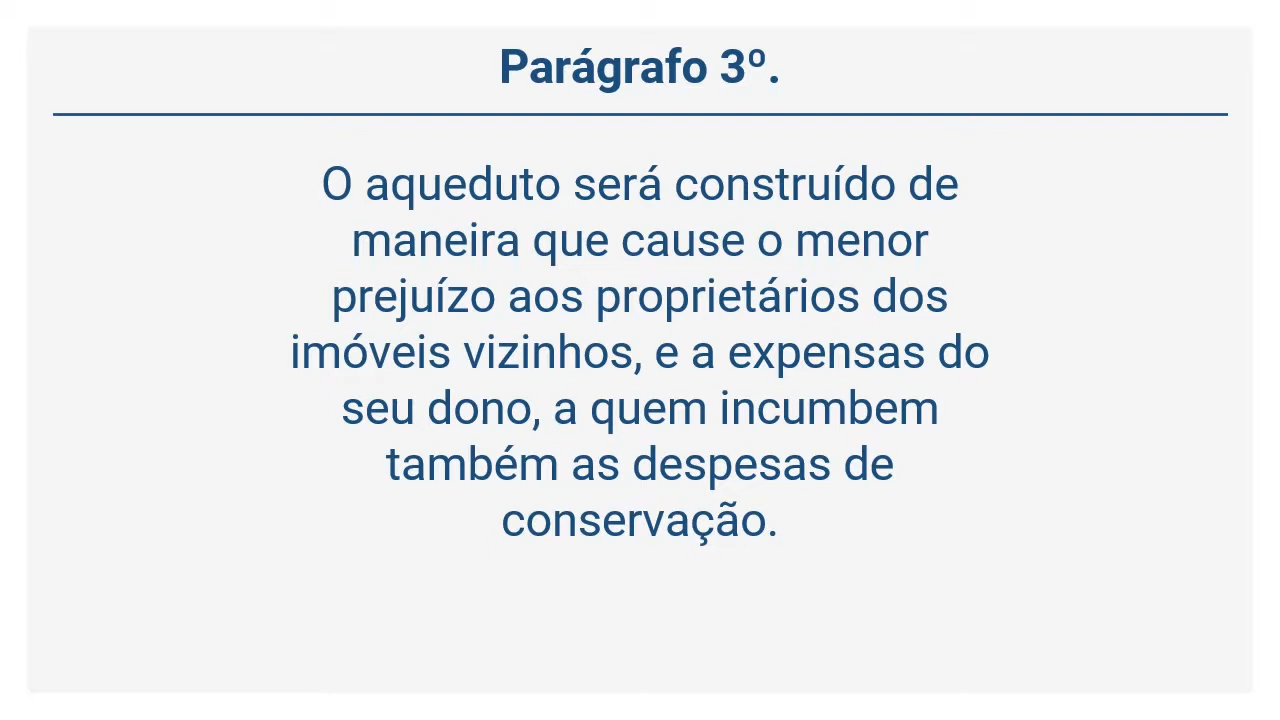 Parágrafo 3º.
O aqueduto será construído de
maneira que cause o menor
prejuízo aos proprietários dos
imóveis vizinhos, e a expensas do
seu dono, a quem incumbem
também as despesas de
conservação.